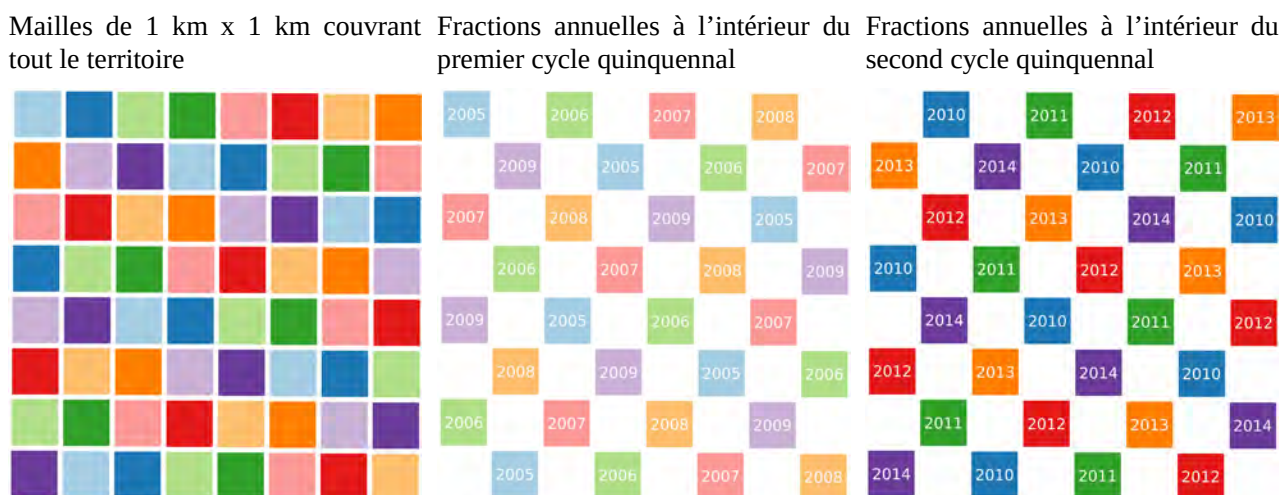 Mailles de 1 km x 1 km couvrant
tout le territoire
Fractions annuelles à l’intérieur du
premier cycle quinquennal
Fractions annuelles à l’intérieur du
second cycle quinquennal
2005 2006 2007 2008
2009 2005 2006 2007
2007 2008 2009 2005
2006 2007 2008 2009
2009 2005 2006 2007
2008 2009 2005 2006
2006 2007 2008 2009
2005 2006 2007 2008
2010 2011 2012 2013
2013 2014 2010 2011
2012 2013 2014 2010
2010 2011 2012 2013
2014 2010 2011 2012
2012 2013 2014 2010
2011 2012 2013 2014
2014 2010 2011 2012